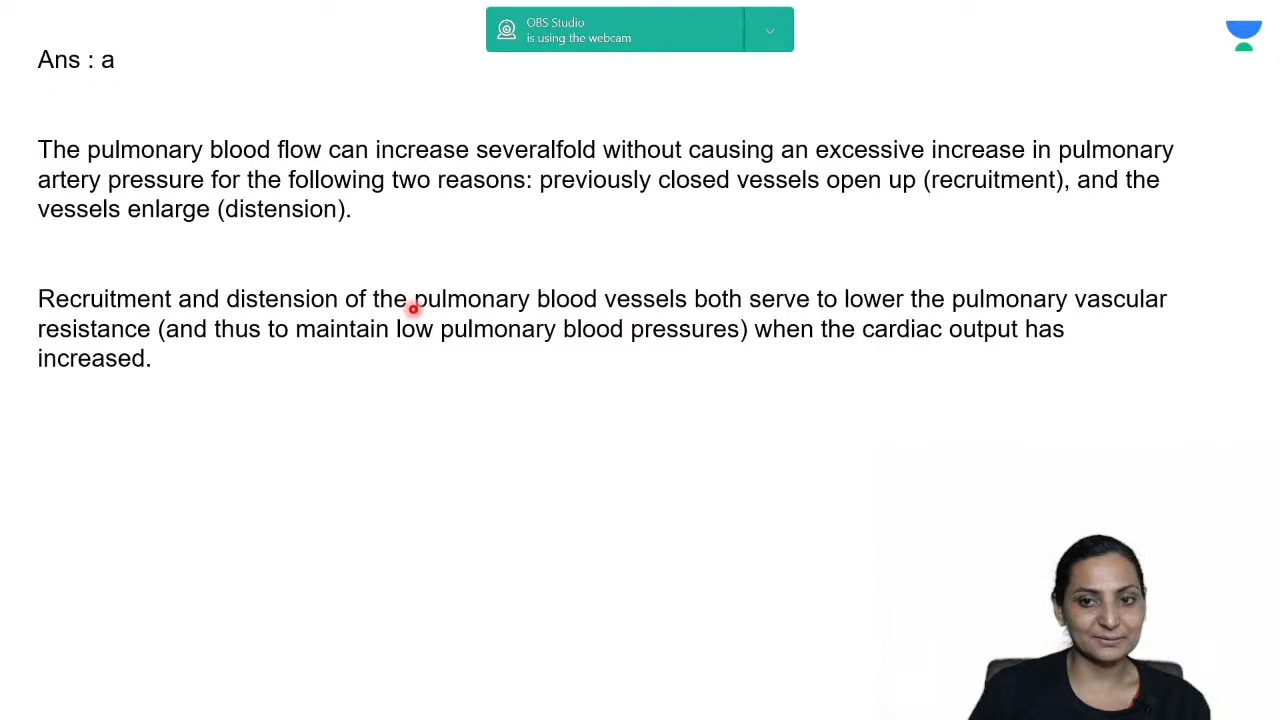 OBS Studio
is using the webcam
Ans : a
The pulmonary blood flow can increase severalfold without causing an excessive increase in pulmonary
artery pressure for the following two reasons: previously closed vessels open up (recruitment), and the
vessels enlarge (distension).
Recruitment and distension of the pulmonary blood vessels both serve to lower the pulmonary vascular
resistance (and thus to maintain low pulmonary blood pressures) when the cardiac output has
increased.